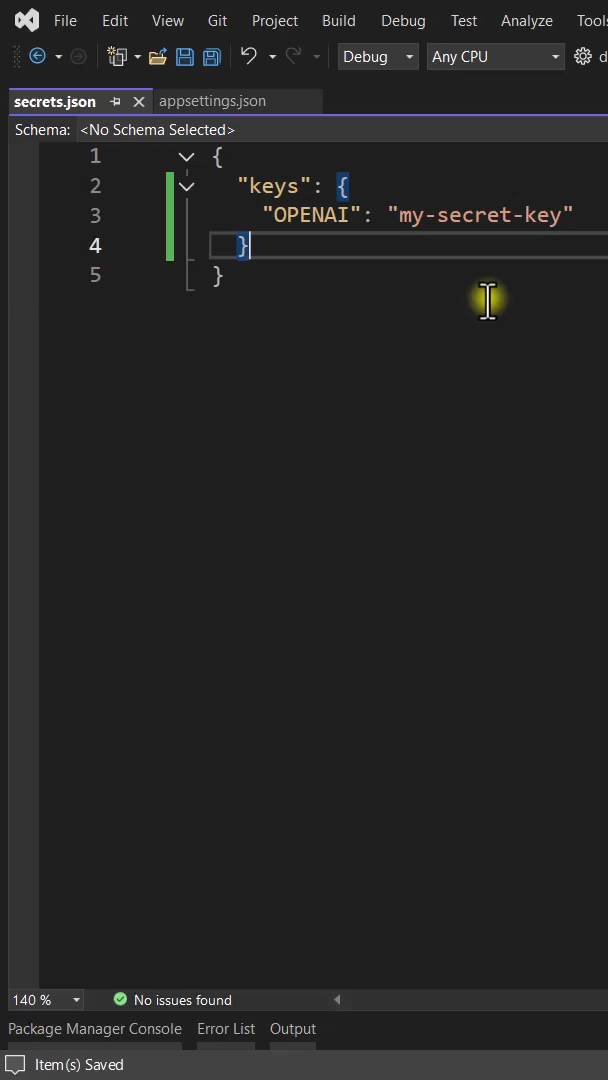 File Edit View Git Project Build Debug Test Analyze Tools
Debug Any CPU
secrets.json appsettings.json
Schema: <No Schema Selected>
1 {
2 "keys": {
3 "OPENAI": "my-secret-key"
4 }
5 }
140 % No issues found
Package Manager Console Error List Output
Item(s) Saved